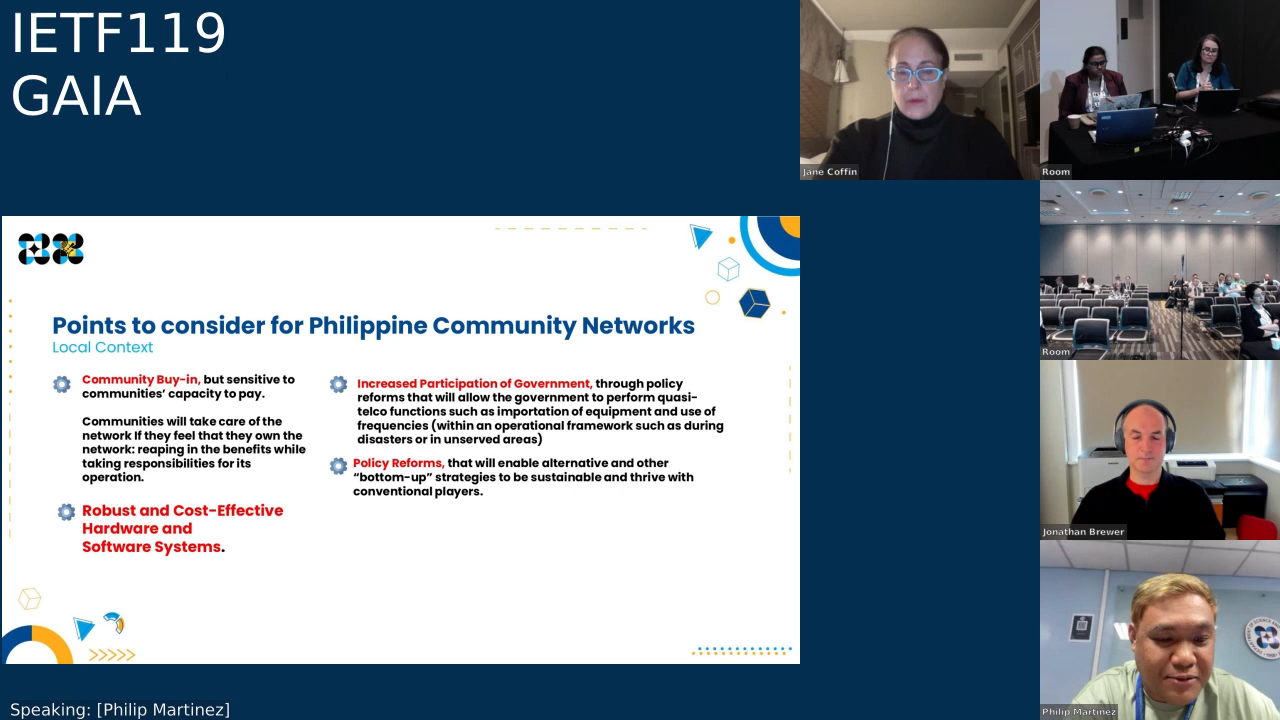 IETF119
GAIA
Jane Coffin
Room
Room
Jonathan Brewer
Philip Martinez
Points to consider for Philippine Community Networks
Local Context
Community Buy-in, but sensitive to
communities’ capacity to pay.
Communities will take care of the
network If they feel that they own the
network: reaping in the benefits while
taking responsibilities for its
operation.
Robust and Cost-Effective
Hardware and
Software Systems.
Increased Participation of Government, through policy
reforms that will allow the government to perform quasi-
telco functions such as importation of equipment and use of
frequencies (within an operational framework such as during
disasters or in unserved areas)
Policy Reforms, that will enable alternative and other
“bottom-up” strategies to be sustainable and thrive with
conventional players.
Speaking: [Philip Martinez]